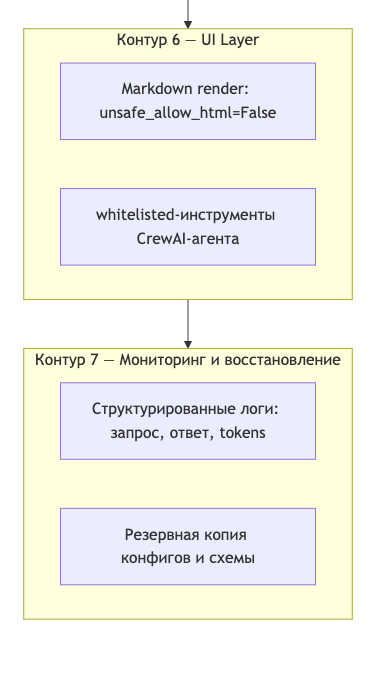 Контур 6 — UI Layer
Markdown render:
unsafe_allow_html=False
whitelisted-инструменты
CrewAI-агента
Контур 7 — Мониторинг и восстановление
Структурированные логи:
запрос, ответ, tokens
Резервная копия
конфигов и схемы